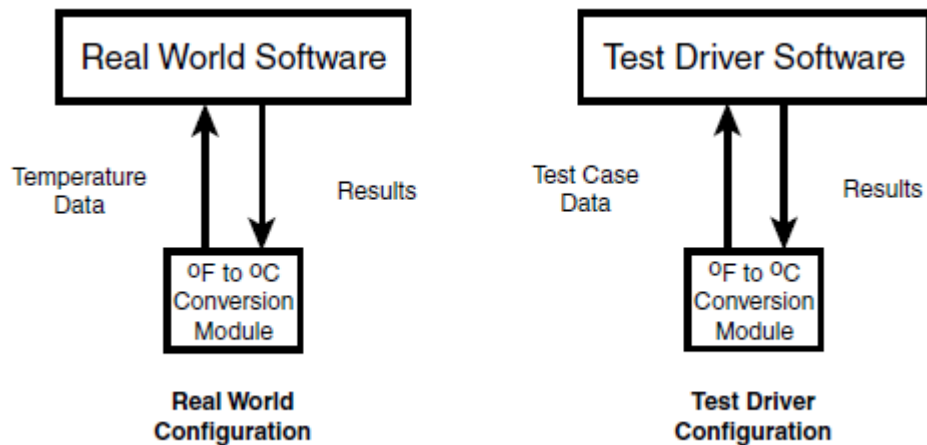 Real World Software
Temperature
Data
Results
ºF to ºC
Conversion
Module
Real World
Configuration
Test Driver Software
Test Case
Data
Results
ºF to ºC
Conversion
Module
Test Driver
Configuration